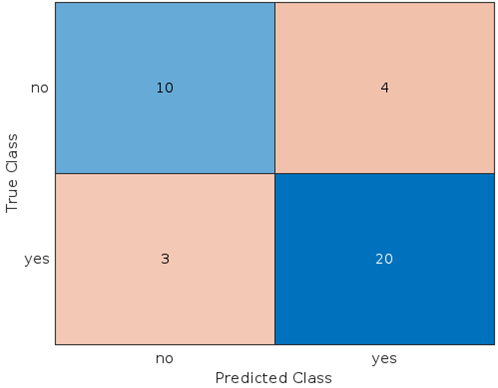 True Class
no
10
4
yes
3
20
no
yes
Predicted Class